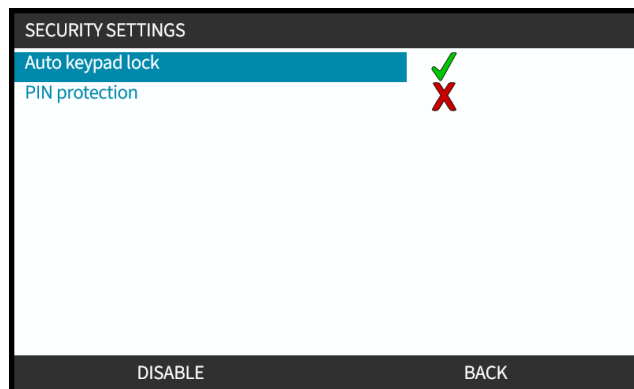 SECURITY SETTINGS
Auto keypad lock
PIN protection
DISABLE BACK